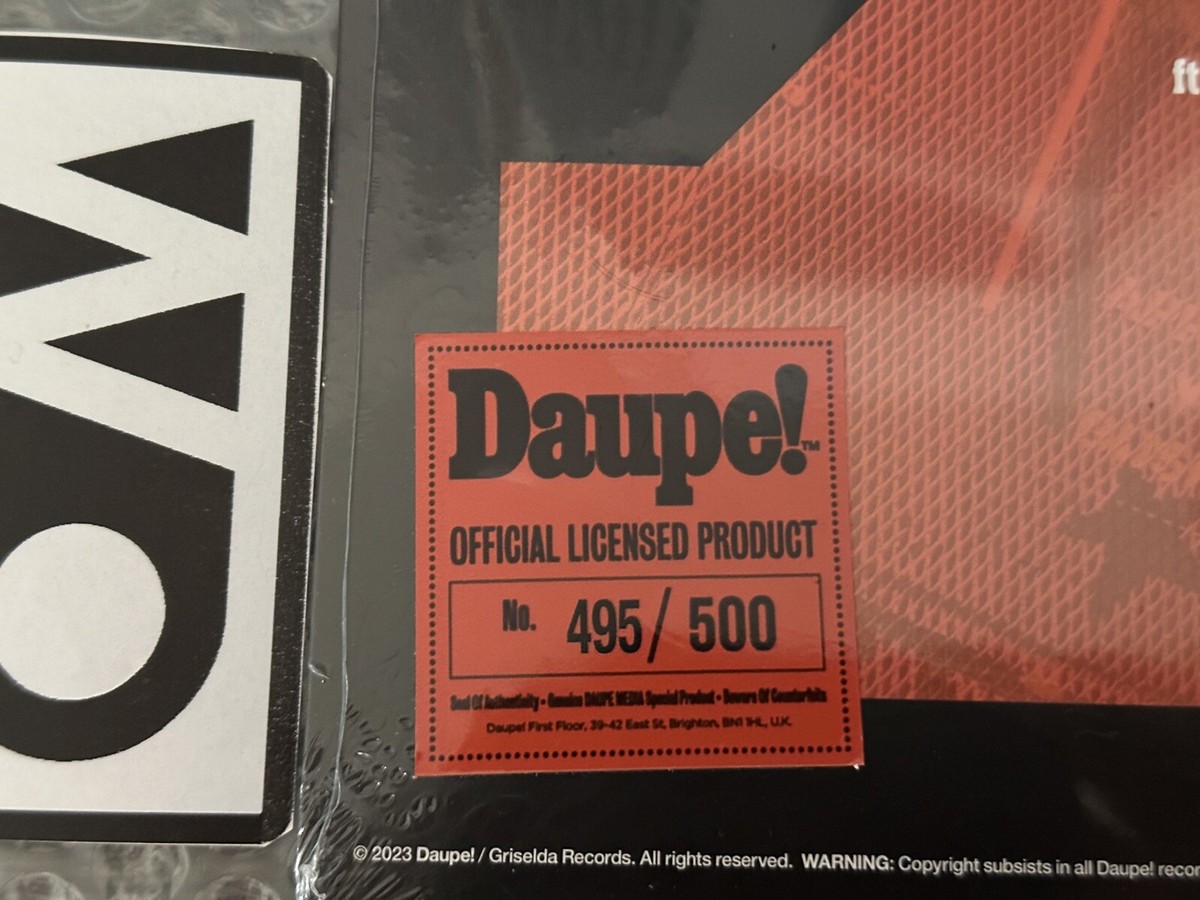 ft
Daupe!™
OFFICIAL LICENSED PRODUCT
No. 495/500
Seal Of Authenticity • Genuine DAUPE MEDIA Special Product • Beware Of Counterfeits
Daupe! First Floor, 39-42 East St, Brighton, BN1 1HL, U.K.
© 2023 Daupe! / Griselda Records. All rights reserved. WARNING: Copyright subsists in all Daupe! recor